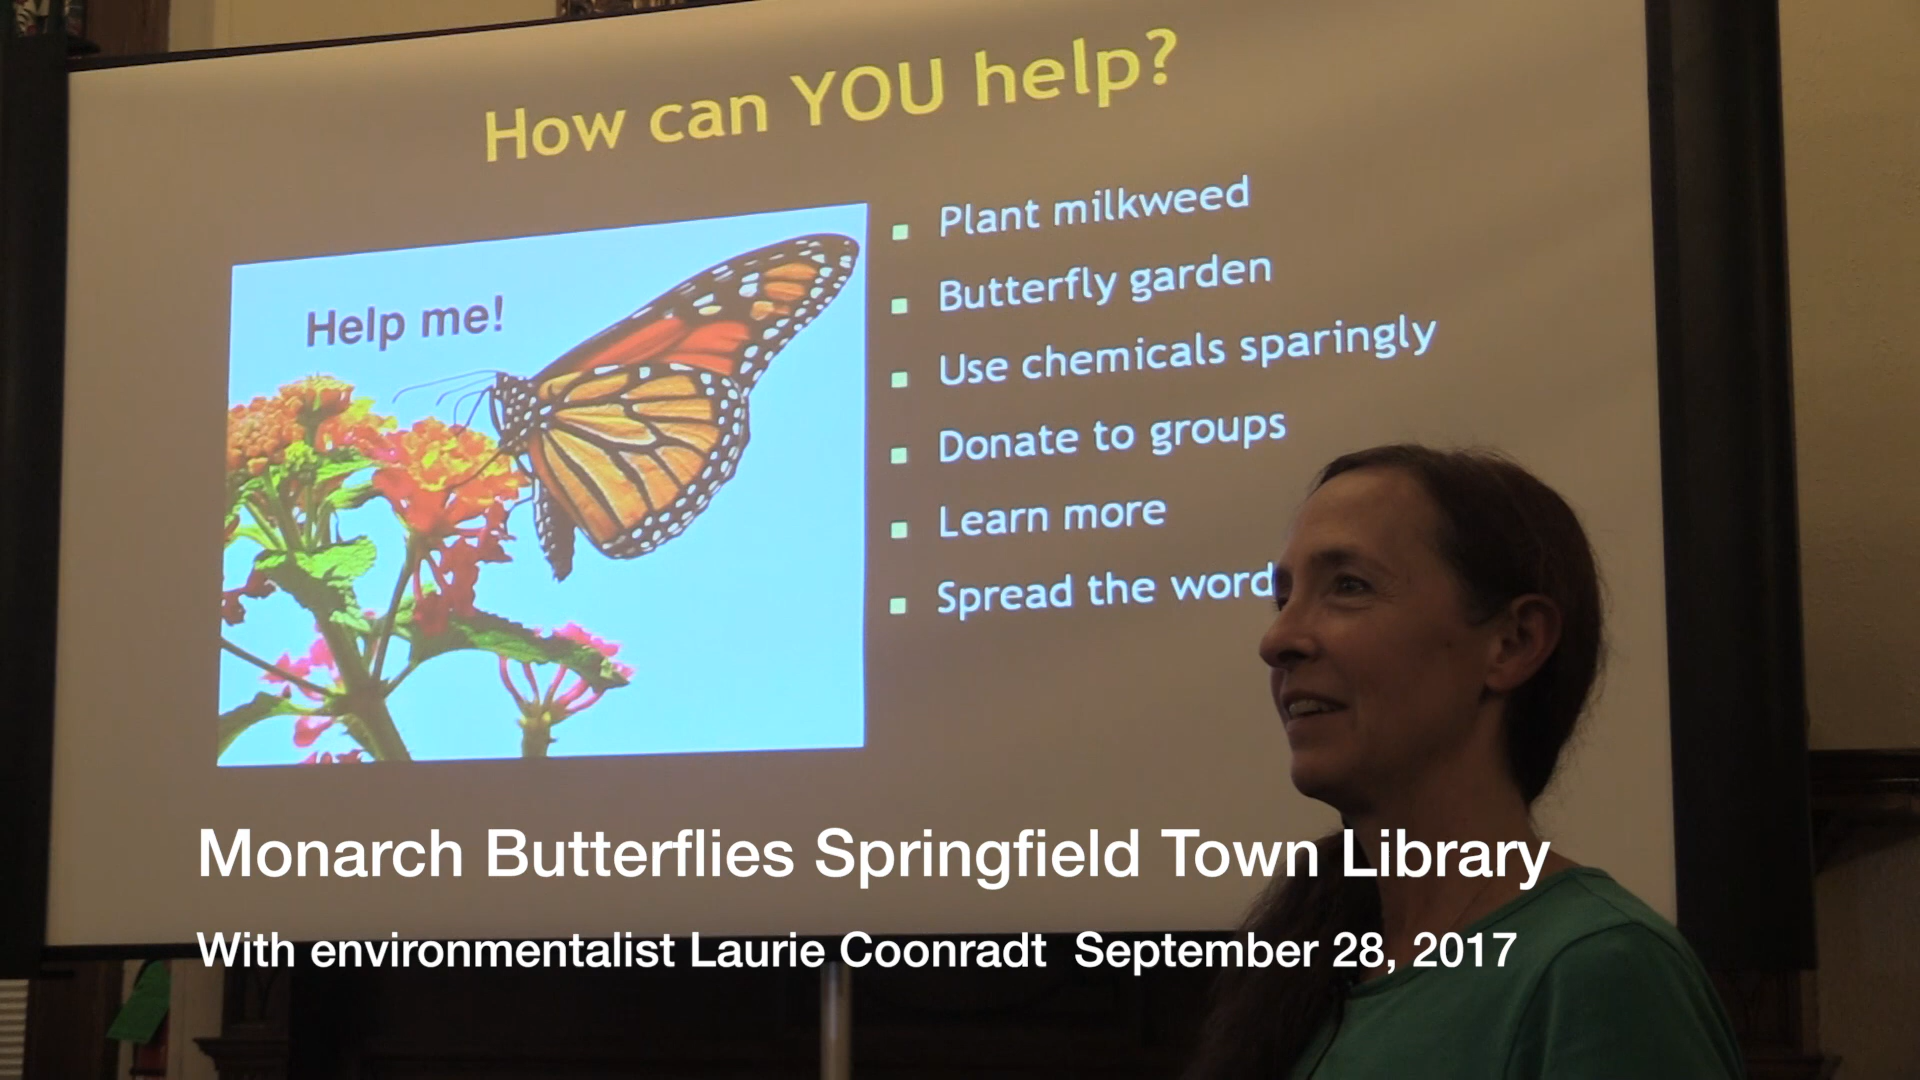 How can YOU help?
Help me!
Plant milkweed
Butterfly garden
Use chemicals sparingly
Donate to groups
Learn more
Spread the word
Monarch Butterflies Springfield Town Library
With environmentalist Laurie Coonradt September 28, 2017